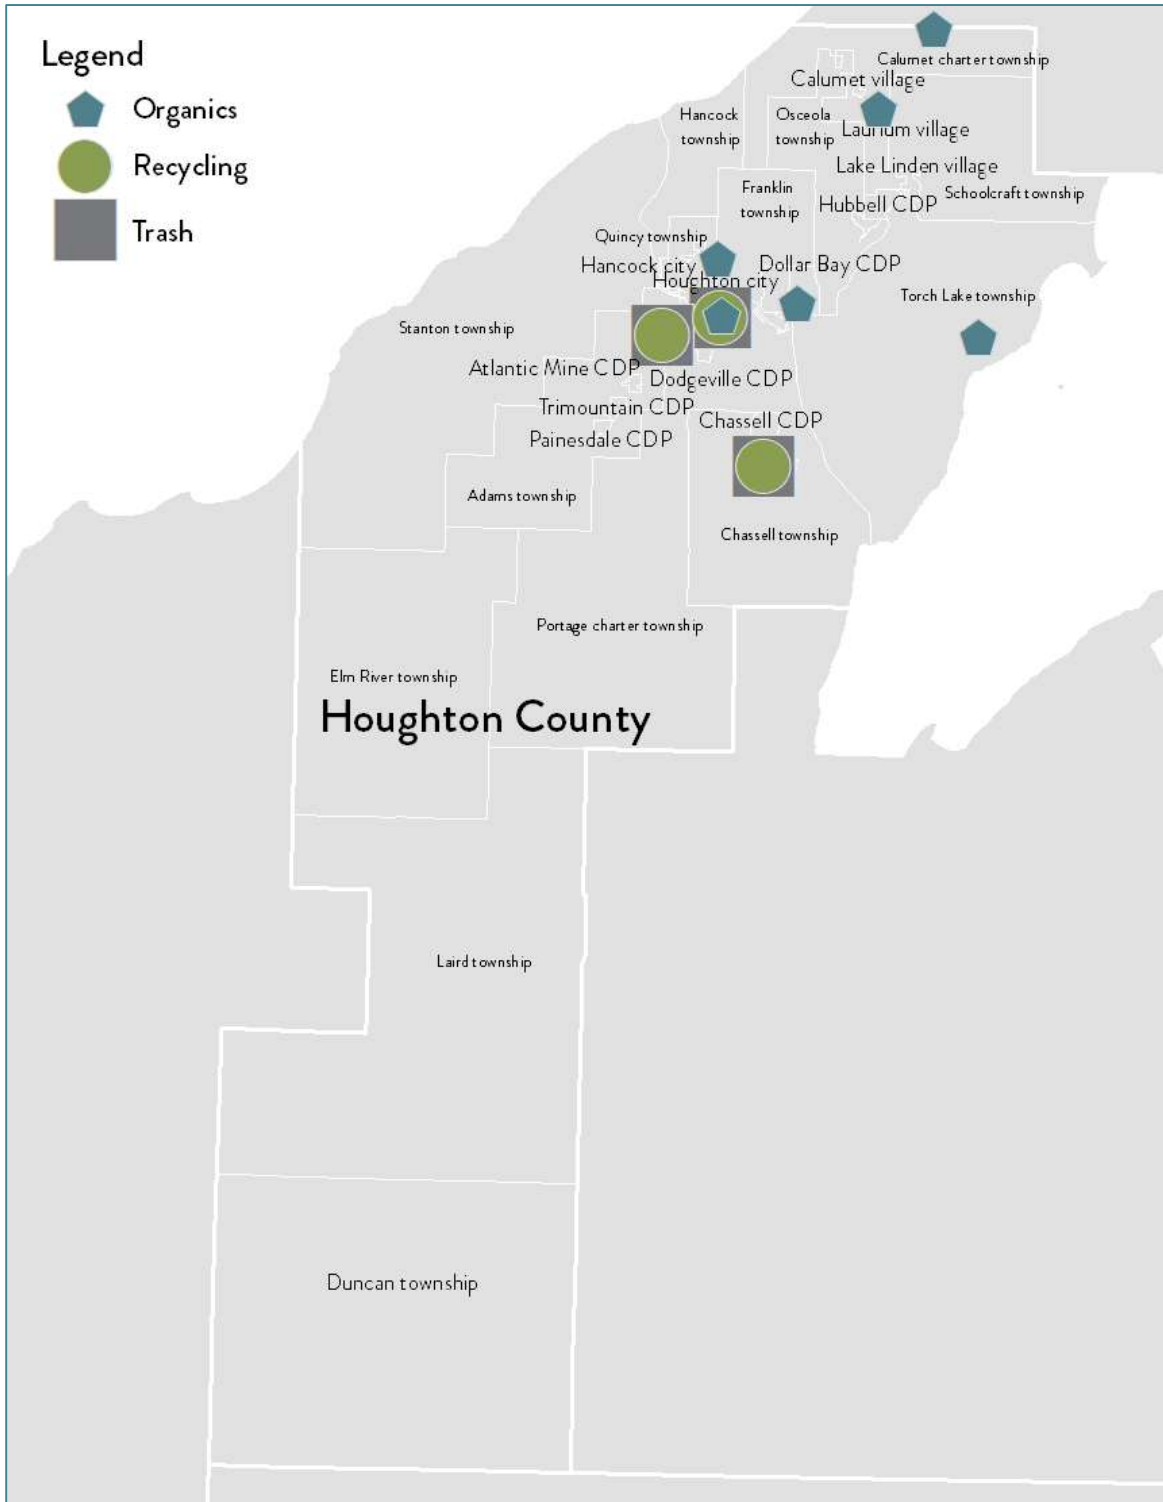 Legend
Organics
Recycling
Trash
Calumet charter township
Calumet village
Hancock
township
Osceola
township
Laurium village
Lake Linden village
Schoolcraft township
Franklin
township
Hubbell CDP
Quincy township
Hancock city
Dollar Bay CDP
Houghton city
Torch Lake township
Stanton township
Atlantic Mine CDP
Dodgeville CDP
Trimountain CDP
Chassell CDP
Painesdale CDP
Adams township
Chassell township
Portage charter township
Elm River township
Houghton County
Laird township
Duncan township